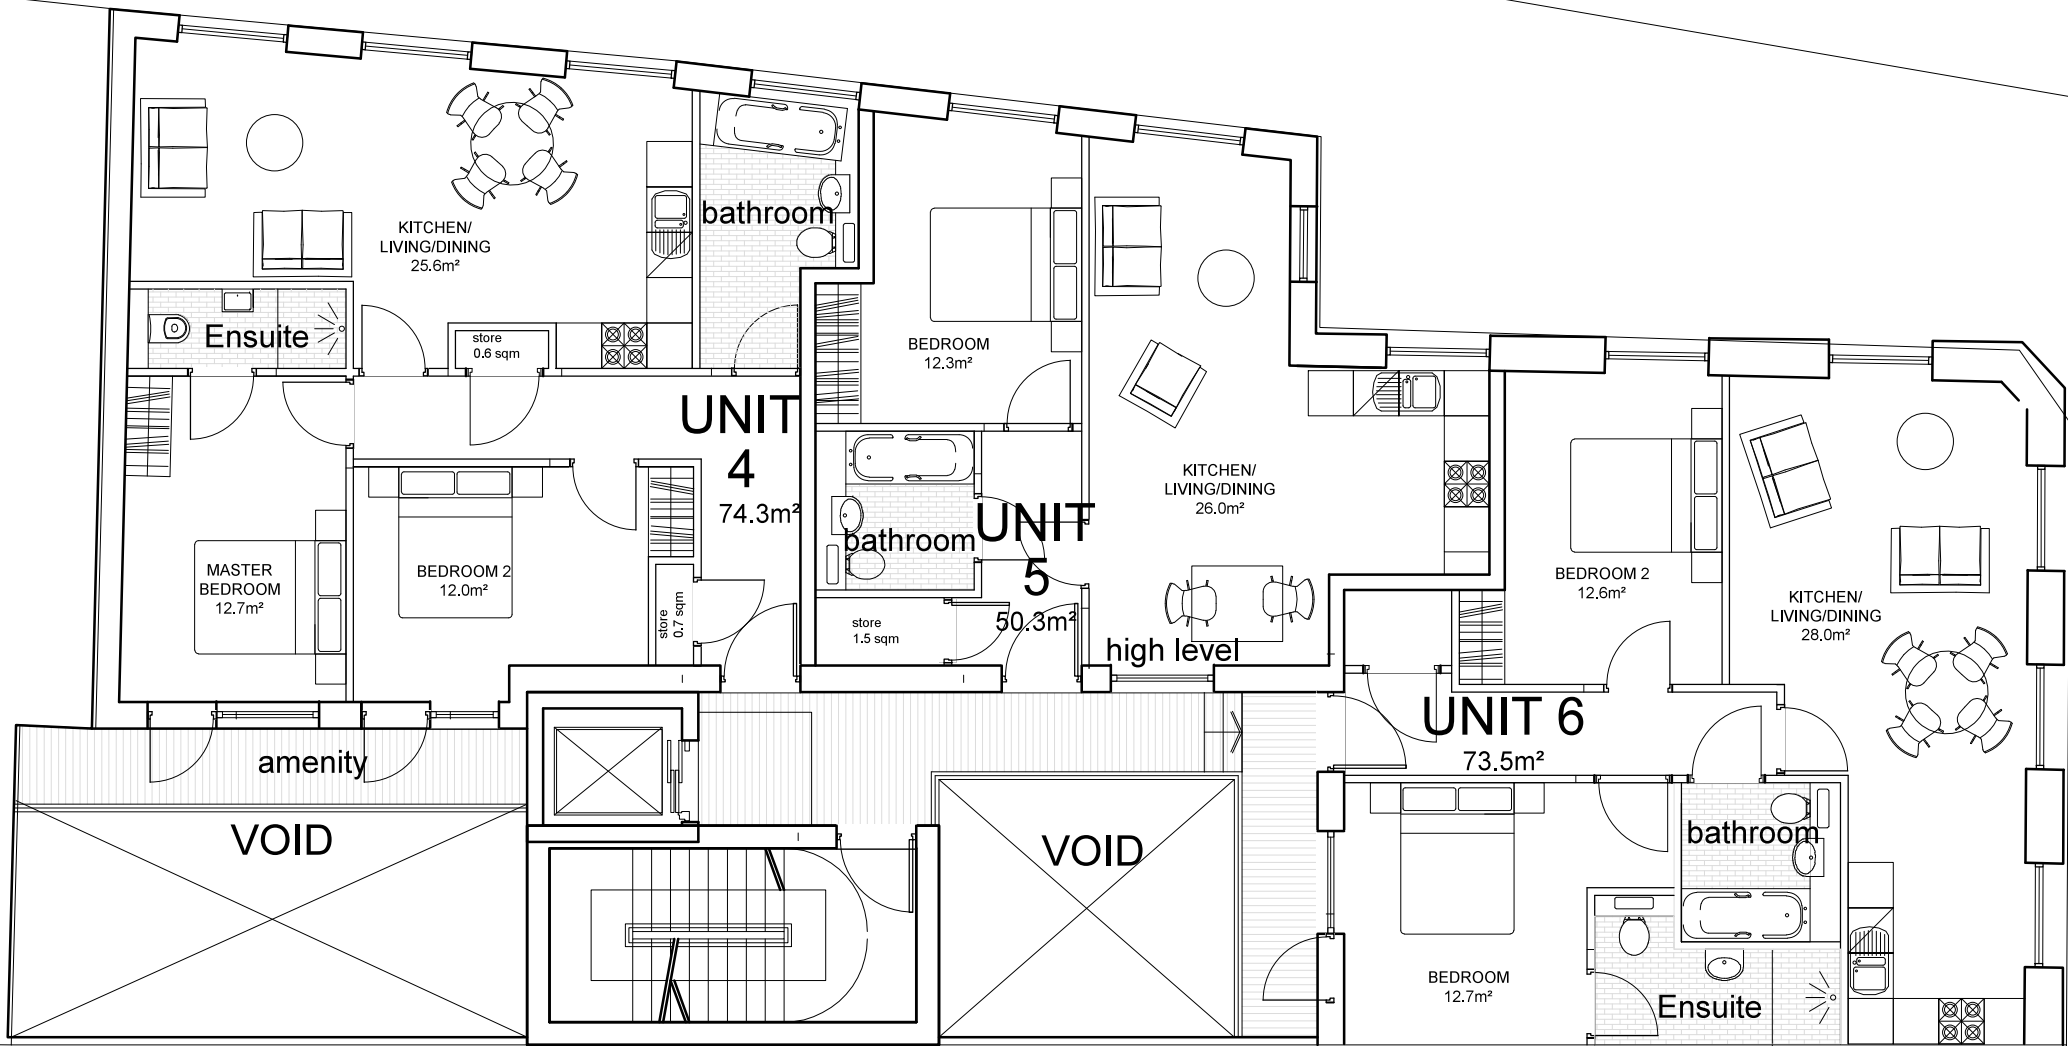 KITCHEN/
LIVING/DINING
25.6m²
bathroom
Ensuite
store
0.6 sqm
UNIT
4
74.3m²
MASTER
BEDROOM
12.7m²
BEDROOM 2
12.0m²
store
0.7 sqm
amenity
VOID
BEDROOM
12.3m²
KITCHEN/
LIVING/DINING
26.0m²
bathroom
UNIT
5
50.3m²
store
1.5 sqm
high level
VOID
BEDROOM 2
12.6m²
KITCHEN/
LIVING/DINING
28.0m²
UNIT 6
73.5m²
bathroom
BEDROOM
12.7m²
Ensuite